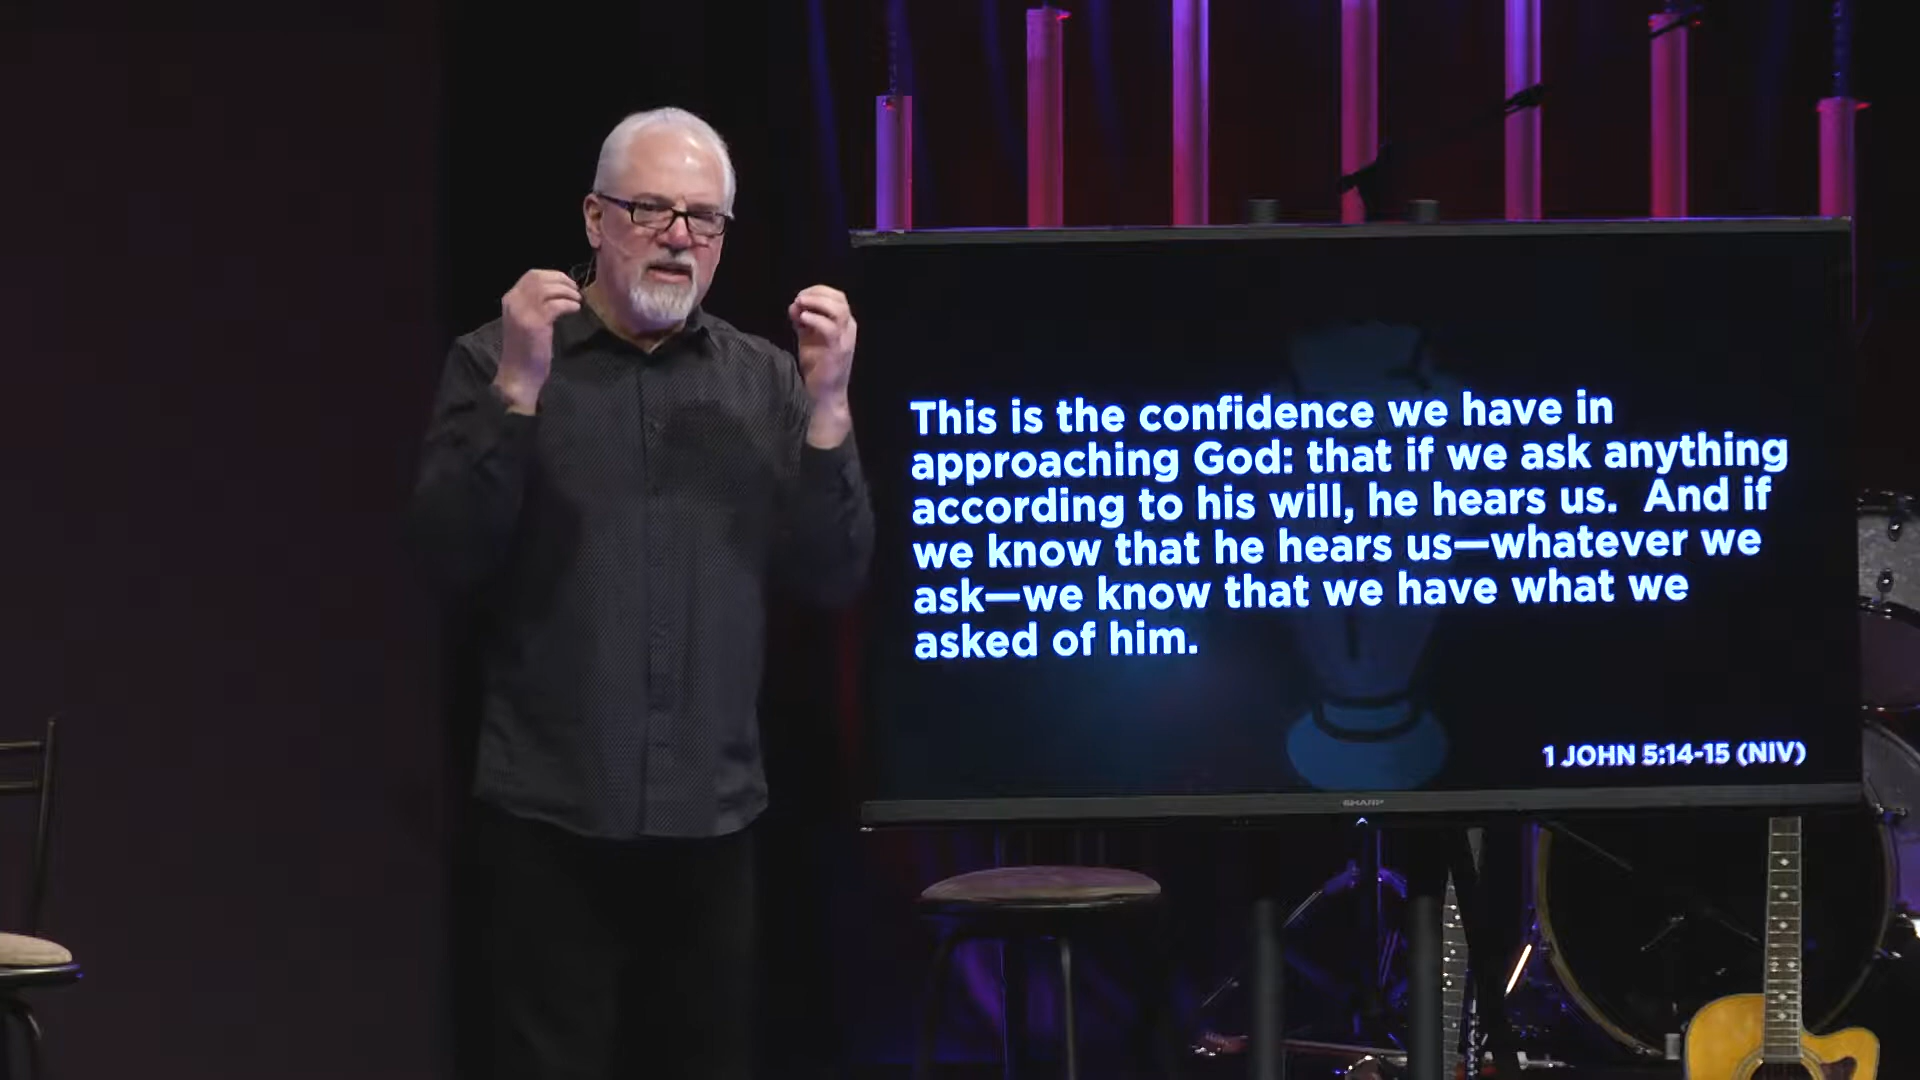 This is the confidence we have in
approaching God: that if we ask anything
according to his will, he hears us.  And if
we know that he hears us—whatever we
ask—we know that we have what we
asked of him.
1 JOHN 5:14-15 (NIV)
SHARP